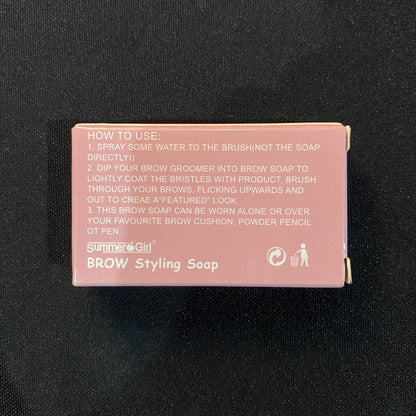 HOW TO USE:
1. SPRAY SOME WATER TO THE BRUSH(NOT THE SOAP
DIRECTLY!)
2. DIP YOUR BROW GROOMER INTO BROW SOAP TO
LIGHTLY COAT THE BRISTLES WITH PRODUCT, BRUSH
THROUGH YOUR BROWS, FLICKING UPWARDS AND
OUT TO CREAE A"FEATURED" LOOK.
3. THIS BROW SOAP CAN BE WORN ALONE OR OVER
YOUR FAVOURITE BROW CUSHION, POWDER PENCIL
OT PEN.
summer Girl
BROW Styling Soap